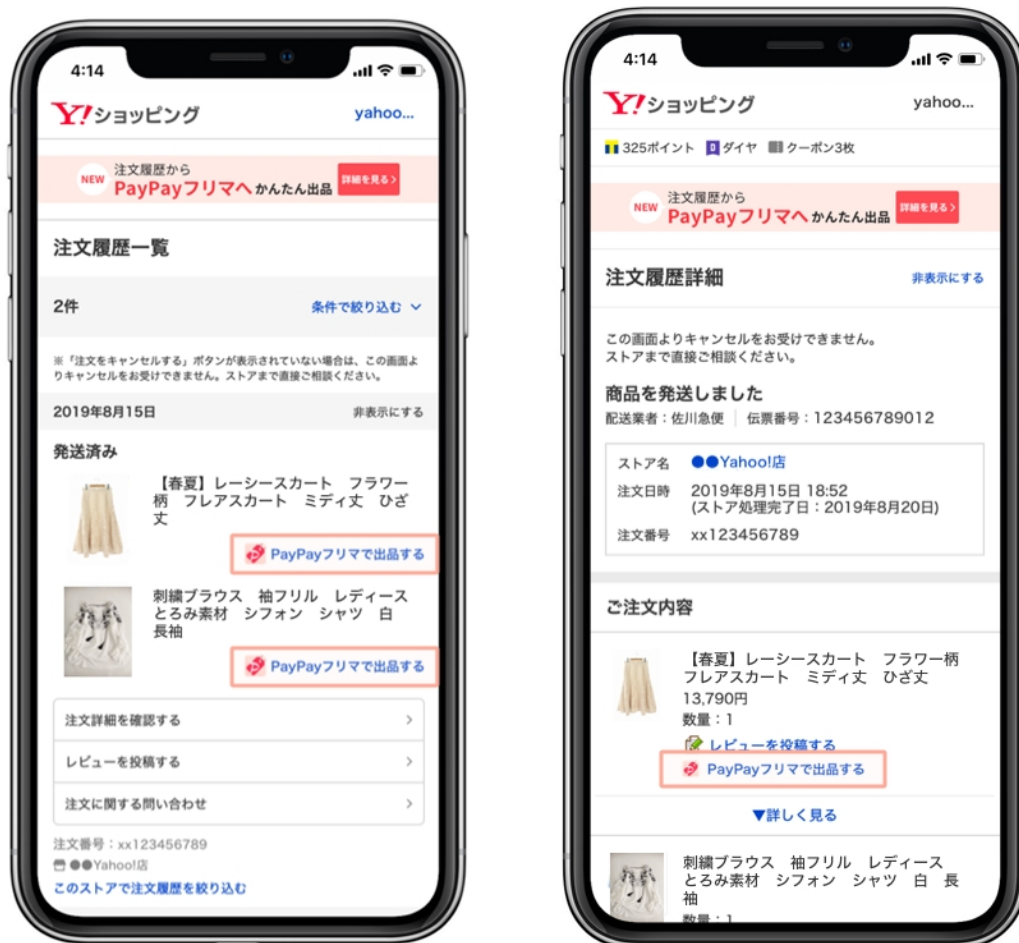 4:14
Y!ショッピング
yahoo...
NEW
注文履歴から
PayPayフリマへ かんたん出品
詳細を見る>
注文履歴一覧
2件
条件で絞り込む
※「注文をキャンセルする」ボタンが表示されていない場合は、この画面よ
りキャンセルをお受けできません。ストアまで直接ご相談ください。
2019年8月15日
非表示にする
発送済み
【春夏】レーシースカート フラワー
柄 フレアスカート ミディ丈 ひざ
丈
PayPayフリマで出品する
刺繍ブラウス 袖フリル レディース
とろみ素材 シフォン シャツ 白
長袖
PayPayフリマで出品する
注文詳細を確認する
レビューを投稿する
注文に関する問い合わせ
注文番号:xx123456789
●●Yahoo!店
このストアで注文履歴を絞り込む
4:14
Y!ショッピング
yahoo...
325ポイント
D ダイヤ
クーポン3枚
NEW
注文履歴から
PayPayフリマへ かんたん出品
詳細を見る>
注文履歴詳細
非表示にする
この画面よりキャンセルをお受けできません。
ストアまで直接ご相談ください。
商品を発送しました
配送業者:佐川急便 | 伝票番号:123456789012
ストア名 ●●Yahoo!店
注文日時 2019年8月15日 18:52
(ストア処理完了日:2019年8月20日)
注文番号 xx123456789
ご注文内容
【春夏】レーシースカート フラワー柄
フレアスカート ミディ丈 ひざ丈
13,790円
数量:1
レビューを投稿する
PayPayフリマで出品する
▼詳しく見る
刺繍ブラウス 袖フリル レディース
とろみ素材 シフォン シャツ 白 長
袖
数量:1